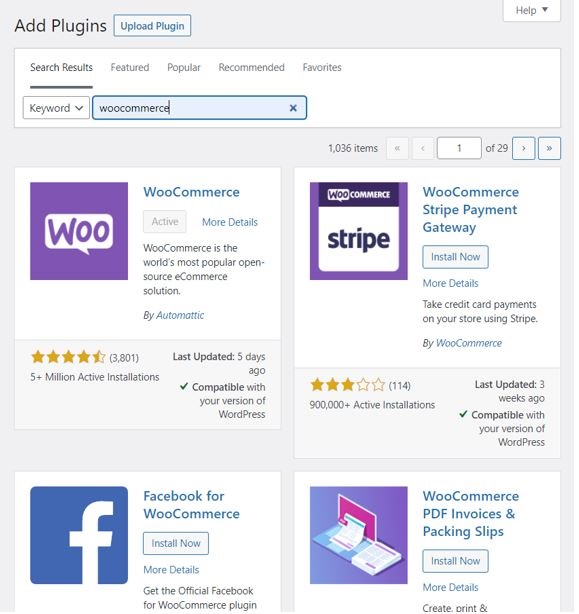 Help
Add Plugins Upload Plugin
Search Results Featured Popular Recommended Favorites
Keyword woocommerce
1,036 items « ‹ 1 of 29 › »
Woo
WooCommerce
Active More Details
WooCommerce is the
world's most popular open-
source eCommerce
solution.
By Automattic
(3,801)
5+ Million Active Installations
Last Updated: 5 days
ago
Compatible with
your version of
WordPress
WOO COMMERCE
stripe
WooCommerce
Stripe Payment
Gateway
Install Now
More Details
Take credit card payments
on your store using Stripe.
By WooCommerce
(114)
900,000+ Active Installations
Last Updated: 3
weeks ago
Compatible with
your version of
WordPress
f
Facebook for
WooCommerce
Install Now
More Details
Get the Official Facebook
for WooCommerce plugin
WooCommerce
PDF Invoices &
Packing Slips
Install Now
More Details
Create, print &